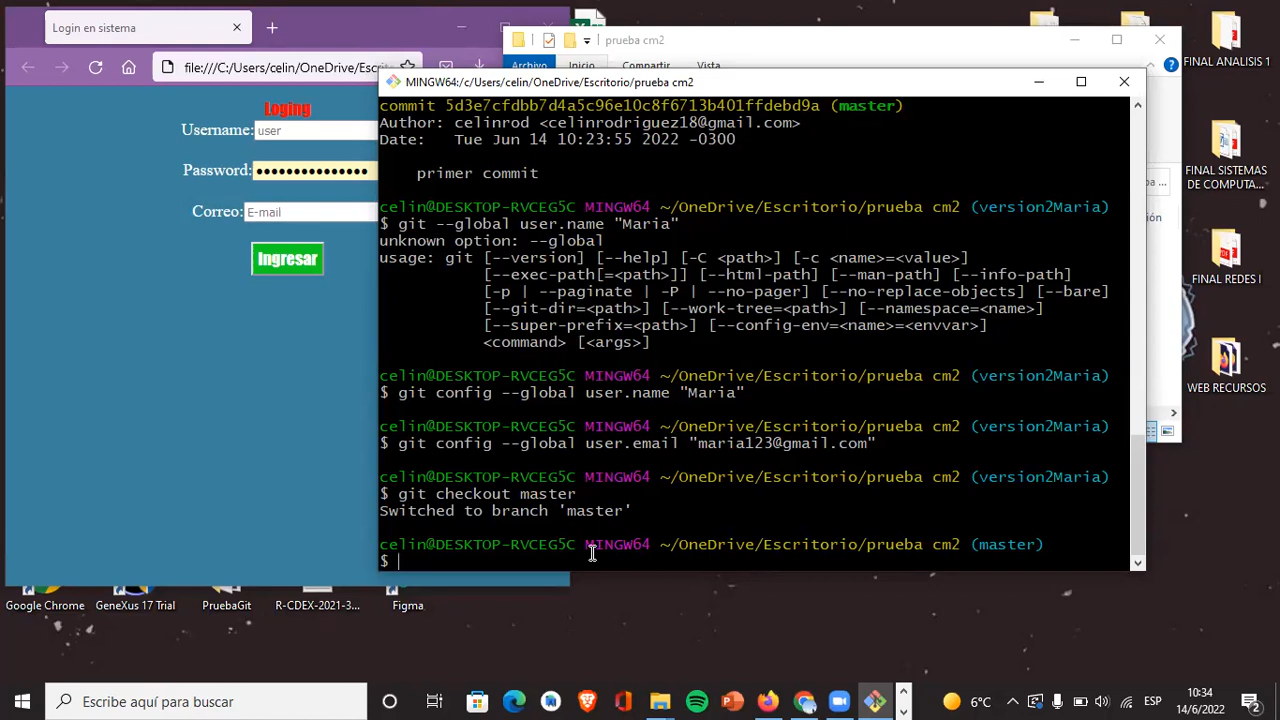 Login en sistema
file:///C:/Users/celin/OneDrive/Escrit
Loging
Username: user
Password: •••••••••••••••
Correo: E-mail
Ingresar
prueba cm2
Archivo Inicio Compartir Vista
MINGW64:/c/Users/celin/OneDrive/Escritorio/prueba cm2
commit 5d3e7cfdbb7d4a5c96e10c8f6713b401ffdebd9a (master)
Author: celinrod <celinrodriguez18@gmail.com>
Date:   Tue Jun 14 10:23:55 2022 -0300
primer commit
celin@DESKTOP-RVCEG5C MINGW64 ~/OneDrive/Escritorio/prueba cm2 (version2Maria)
$ git --global user.name "Maria"
unknown option: --global
usage: git [--version] [--help] [-C <path>] [-c <name>=<value>]
[--exec-path[=<path>]] [--html-path] [--man-path] [--info-path]
[-p | --paginate | -P | --no-pager] [--no-replace-objects] [--bare]
[--git-dir=<path>] [--work-tree=<path>] [--namespace=<name>]
[--super-prefix=<path>] [--config-env=<name>=<envvar>]
<command> [<args>]
celin@DESKTOP-RVCEG5C MINGW64 ~/OneDrive/Escritorio/prueba cm2 (version2Maria)
$ git config --global user.name "Maria"
celin@DESKTOP-RVCEG5C MINGW64 ~/OneDrive/Escritorio/prueba cm2 (version2Maria)
$ git config --global user.email "maria123@gmail.com"
celin@DESKTOP-RVCEG5C MINGW64 ~/OneDrive/Escritorio/prueba cm2 (version2Maria)
$ git checkout master
Switched to branch 'master'
celin@DESKTOP-RVCEG5C MINGW64 ~/OneDrive/Escritorio/prueba cm2 (master)
$
ba ...
ión
FINAL ANALISIS 1
FINAL SISTEMAS
DE COMPUTA...
FINAL REDES I
WEB RECURSOS
Google Chrome
GeneXus 17 Trial
PruebaGit
R-CDEX-2021-3...
Figma
Escribe aquí para buscar
6°C
ESP
10:34
14/6/2022
2